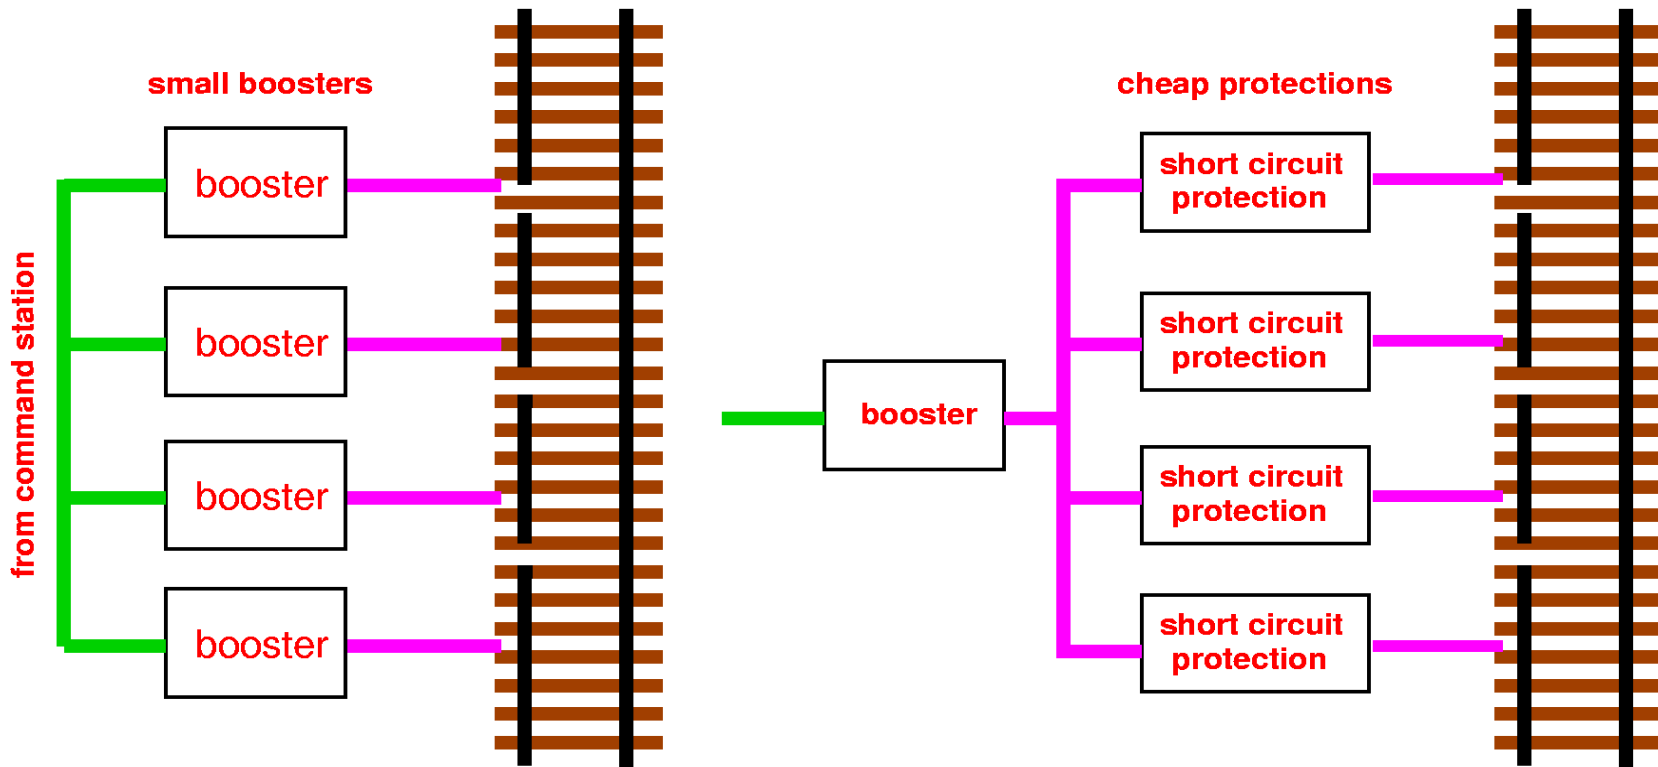 small boosters
booster
booster
booster
booster
from command station
cheap protections
booster
short circuit
protection
short circuit
protection
short circuit
protection
short circuit
protection